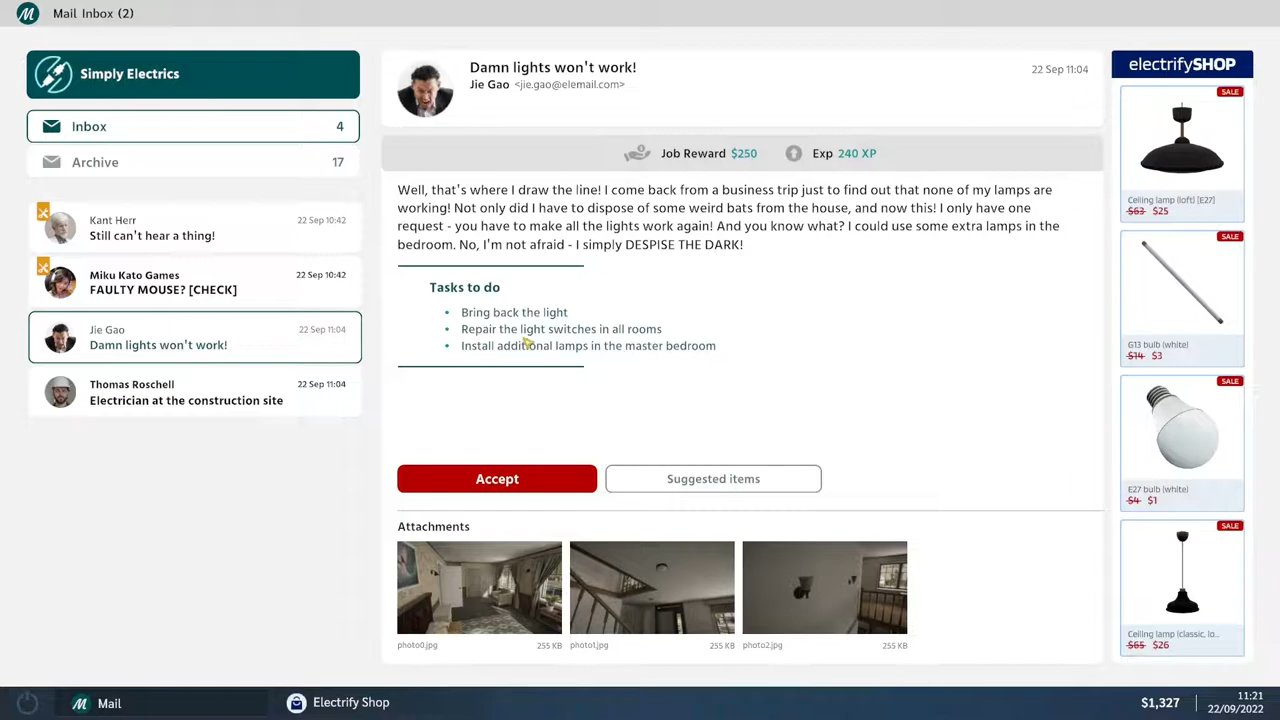 Mail Inbox (2)
Simply Electrics
Inbox 4
Archive 17
Kant Herr 22 Sep 10:42
Still can't hear a thing!
Miku Kato Games 22 Sep 10:42
FAULTY MOUSE? [CHECK]
Jie Gao 22 Sep 11:04
Damn lights won't work!
Thomas Roschell 22 Sep 11:04
Electrician at the construction site
Damn lights won't work!
Jie Gao <jie.gao@elemail.com>
22 Sep 11:04
Job Reward $250 Exp 240 XP
Well, that's where I draw the line! I come back from a business trip just to find out that none of my lamps are
working! Not only did I have to dispose of some weird bats from the house, and now this! I only have one
request - you have to make all the lights work again! And you know what? I could use some extra lamps in the
bedroom. No, I'm not afraid - I simply DESPISE THE DARK!
Tasks to do
• Bring back the light
• Repair the light switches in all rooms
• Install additional lamps in the master bedroom
Accept
Suggested items
Attachments
photo0.jpg 255 KB
photo1.jpg 255 KB
photo2.jpg 255 KB
electrifySHOP
SALE
Ceiling lamp (loft) [E27]
$63 $25
SALE
G13 bulb (white)
$14 $3
SALE
E27 bulb (white)
$4 $1
SALE
Ceiling lamp (classic, lo...
$65 $26
Mail
Electrify Shop
$1,327
11:21
22/09/2022